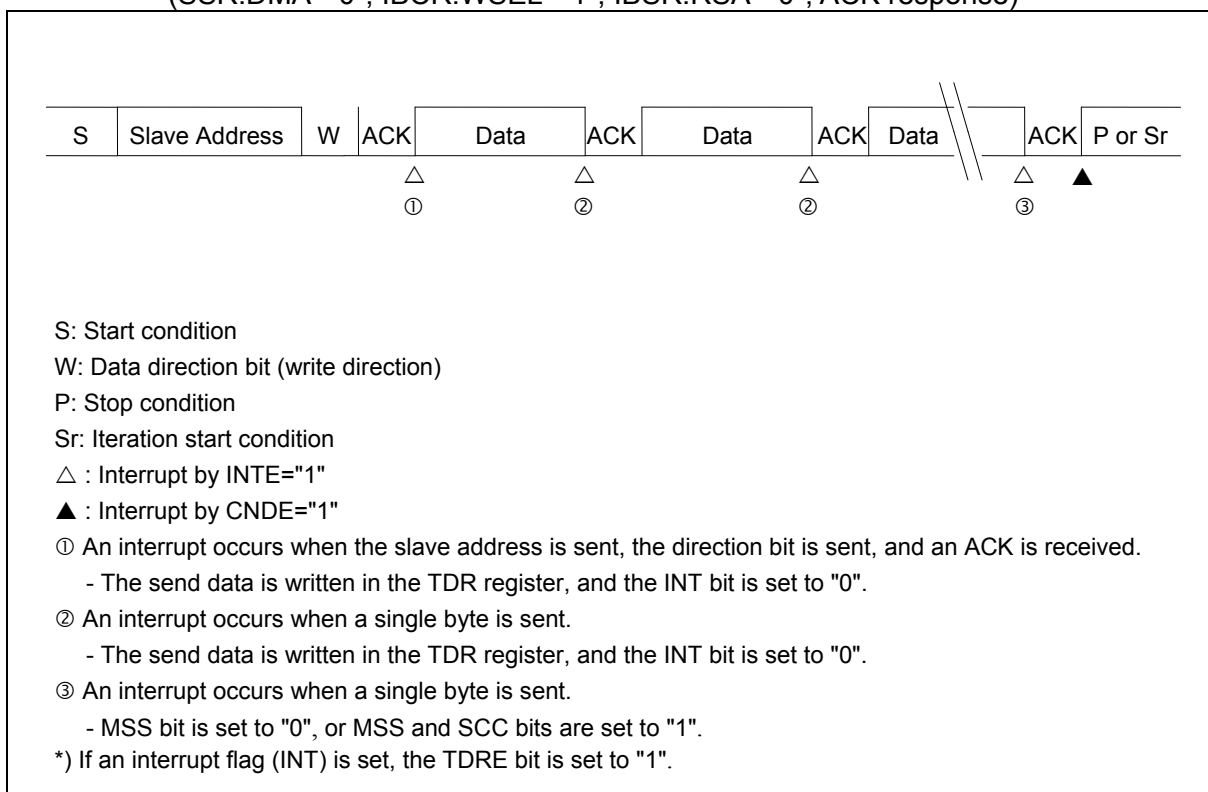 S Slave Address W ACK Data ACK Data ACK Data ACK P or Sr
△ △ △ △ ▲
① ② ② ③
S: Start condition
W: Data direction bit (write direction)
P: Stop condition
Sr: Iteration start condition
△ : Interrupt by INTE="1"
▲ : Interrupt by CNDE="1"
① An interrupt occurs when the slave address is sent, the direction bit is sent, and an ACK is received.
- The send data is written in the TDR register, and the INT bit is set to "0".
② An interrupt occurs when a single byte is sent.
- The send data is written in the TDR register, and the INT bit is set to "0".
③ An interrupt occurs when a single byte is sent.
- MSS bit is set to "0", or MSS and SCC bits are set to "1".
*) If an interrupt flag (INT) is set, the TDRE bit is set to "1".